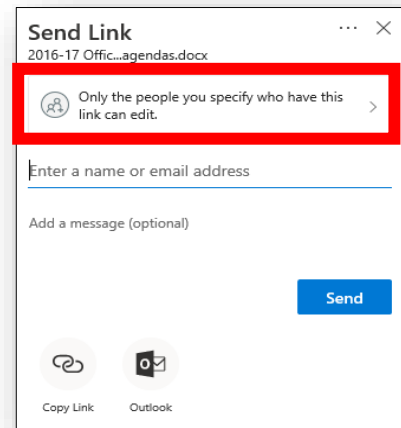 Send Link
2016-17 Offic...agendas.docx
Only the people you specify who have this
link can edit.
Enter a name or email address
Add a message (optional)
Send
Copy Link
Outlook